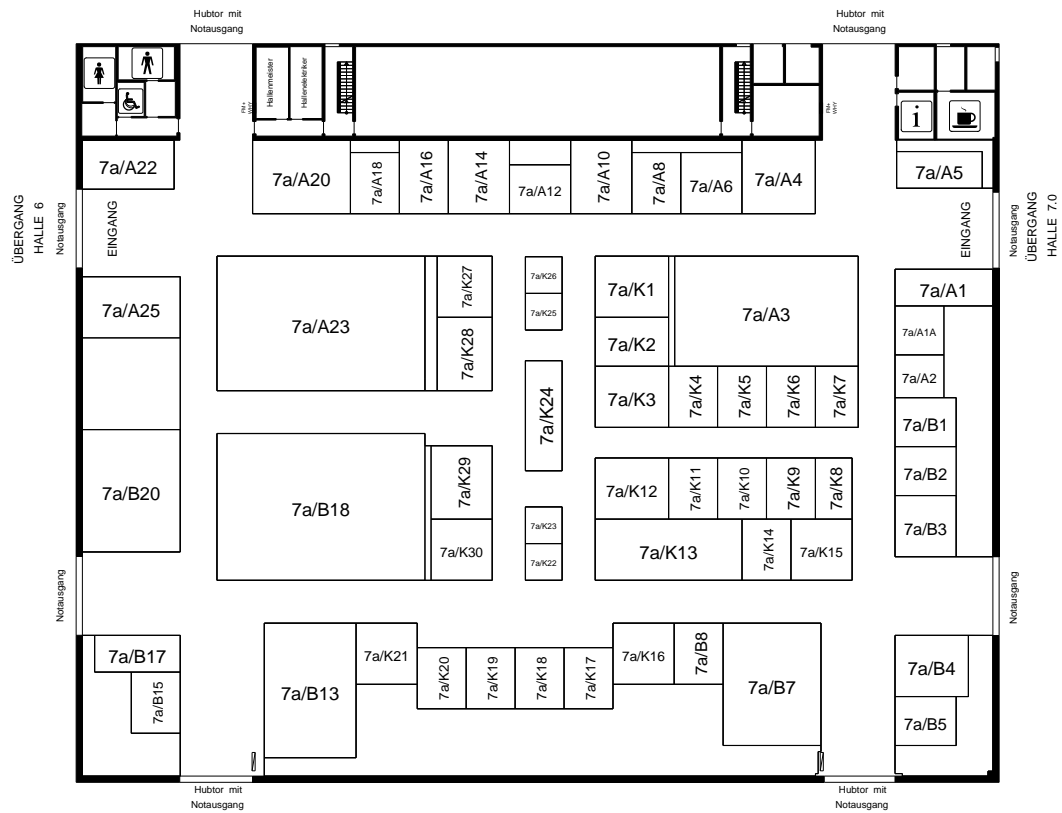 Hubtor mit
Notausgang
Hubtor mit
Notausgang
Hallenmeister
Hallenelektriker
FM+
WHY
FM+
WHY
i
7a/A22
7a/A20
7a/A18
7a/A16
7a/A14
7a/A12
7a/A10
7a/A8
7a/A6
7a/A4
7a/A5
ÜBERGANG
HALLE 6
Notausgang
EINGANG
EINGANG
Notausgang
ÜBERGANG
HALLE 7.0
7a/A25
7a/A23
7a/K27
7a/K28
7a/K26
7a/K25
7a/K1
7a/K2
7a/A3
7a/A1
7a/A1A
7a/A2
7a/K24
7a/K3
7a/K4
7a/K5
7a/K6
7a/K7
7a/B1
7a/B2
7a/B3
7a/B20
7a/B18
7a/K29
7a/K30
7a/K23
7a/K22
7a/K12
7a/K11
7a/K10
7a/K9
7a/K8
7a/K13
7a/K14
7a/K15
Notausgang
Notausgang
7a/B17
7a/B15
7a/B13
7a/K21
7a/K20
7a/K19
7a/K18
7a/K17
7a/K16
7a/B8
7a/B7
7a/B4
7a/B5
Hubtor mit
Notausgang
Hubtor mit
Notausgang